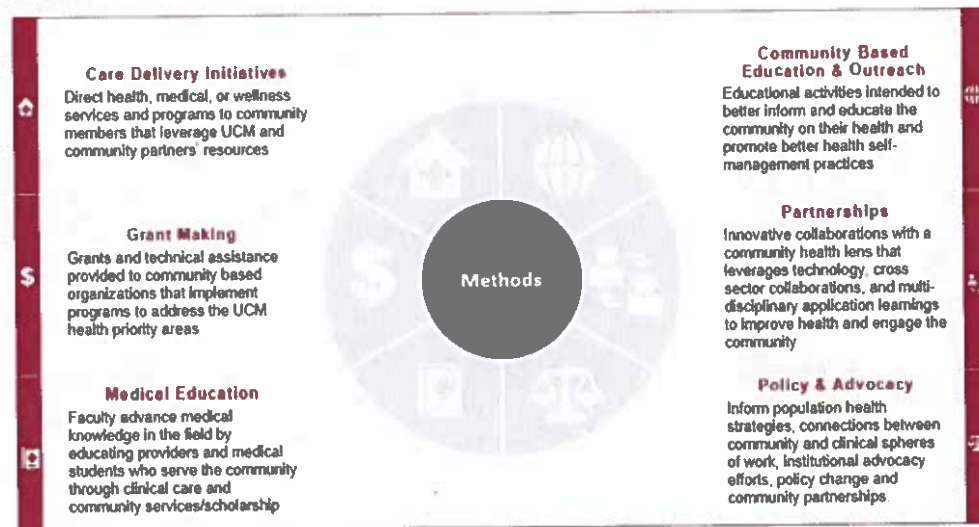 Care Delivery Initiatives
Direct health, medical, or wellness
services and programs to community
members that leverage UCM and
community partners' resources
Grant Making
Grants and technical assistance
provided to community based
organizations that implement
programs to address the UCM
health priority areas
Medical Education
Faculty advance medical
knowledge in the field by
educating providers and medical
students who serve the community
through clinical care and
community services/scholarship
$
$
Methods
Community Based
Education & Outreach
Educational activities intended to
better inform and educate the
community on their health and
promote better health self-
management practices
Partnerships
Innovative collaborations with a
community health lens that
leverages technology, cross
sector collaborations, and multi-
disciplinary application learnings
to improve health and engage the
community
Policy & Advocacy
Inform population health
strategies, connections between
community and clinical spheres
of work, institutional advocacy
efforts, policy change and
community partnerships.